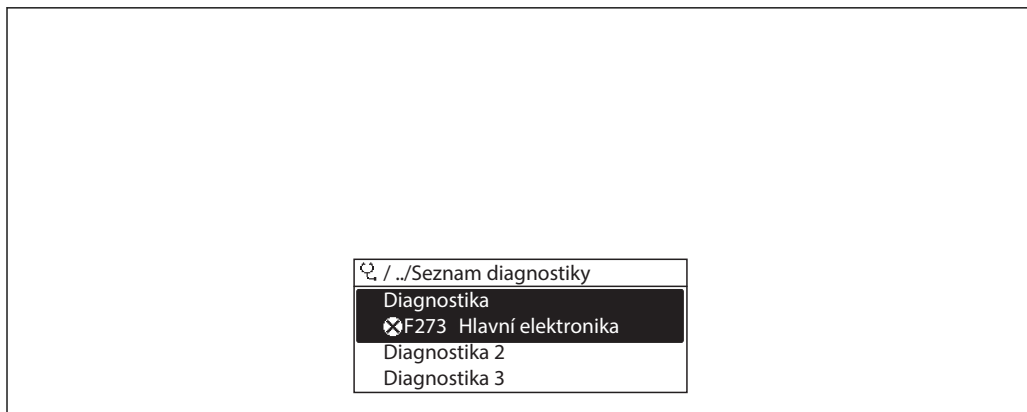 / ../Seznam diagnostiky
Diagnostika
F273 Hlavní elektronika
Diagnostika 2
Diagnostika 3